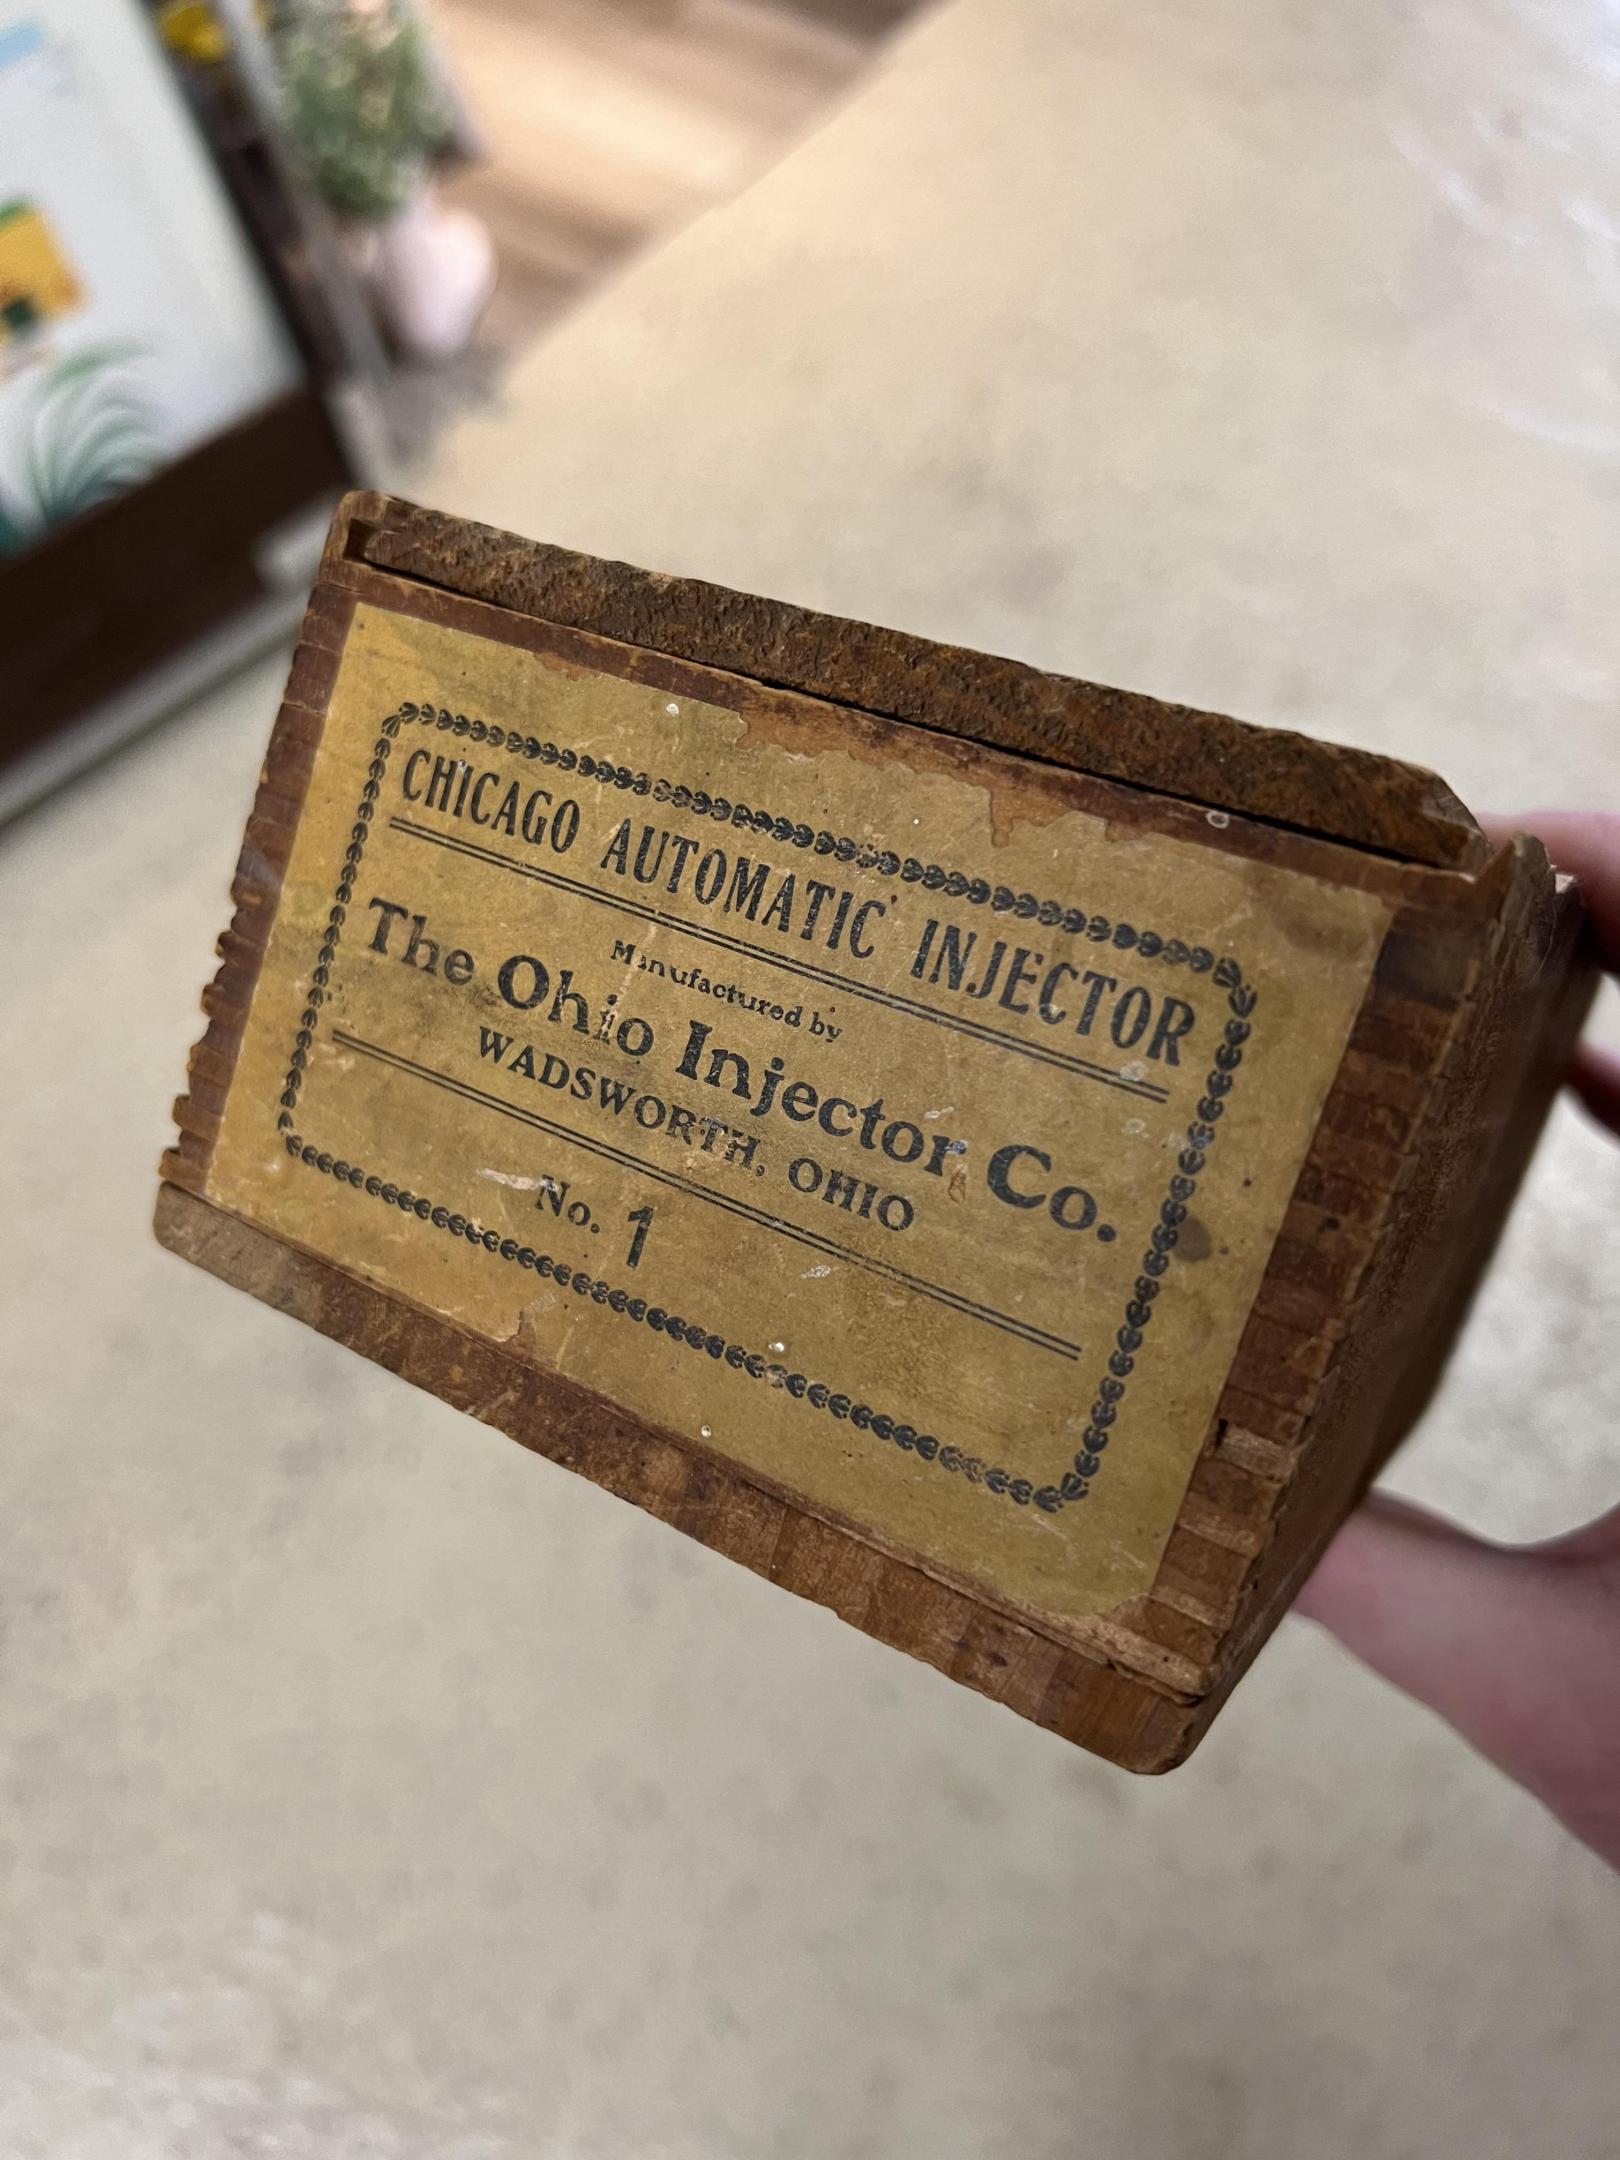 CHICAGO AUTOMATIC INJECTOR
Manufactured by
The Ohio Injector Co.
WADSWORTH, OHIO
No. 1